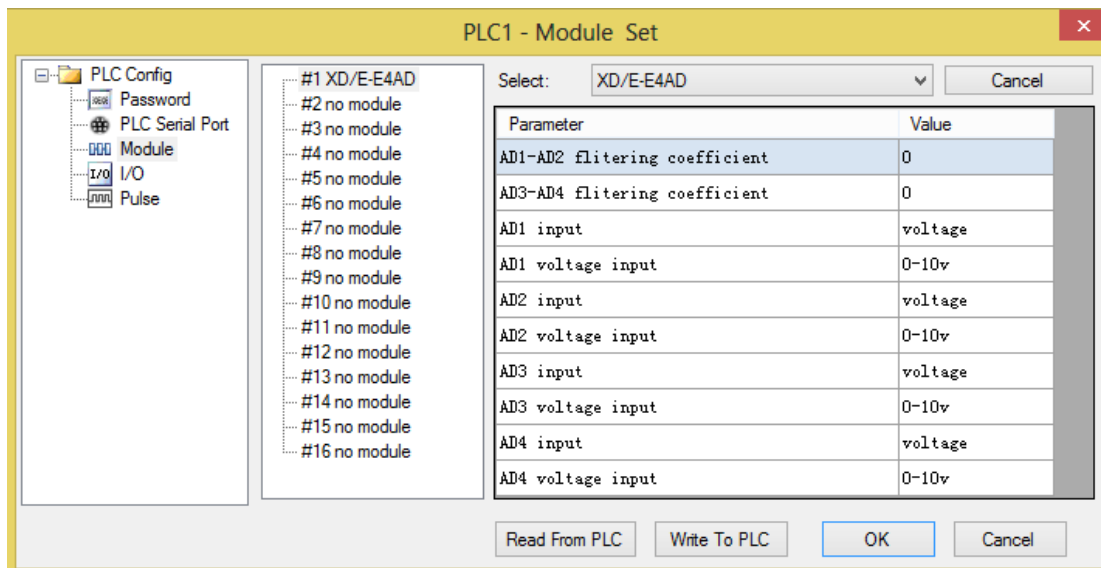 PLC1 - Module Set
PLC Config
Password
PLC Serial Port
Module
I/O
I/O
Pulse
#1 XD/E-E4AD
#2 no module
#3 no module
#4 no module
#5 no module
#6 no module
#7 no module
#8 no module
#9 no module
#10 no module
#11 no module
#12 no module
#13 no module
#14 no module
#15 no module
#16 no module
Select: XD/E-E4AD Cancel
Parameter Value
AD1-AD2 flitering coefficient 0
AD3-AD4 flitering coefficient 0
AD1 input voltage
AD1 voltage input 0-10v
AD2 input voltage
AD2 voltage input 0-10v
AD3 input voltage
AD3 voltage input 0-10v
AD4 input voltage
AD4 voltage input 0-10v
Read From PLC Write To PLC OK Cancel